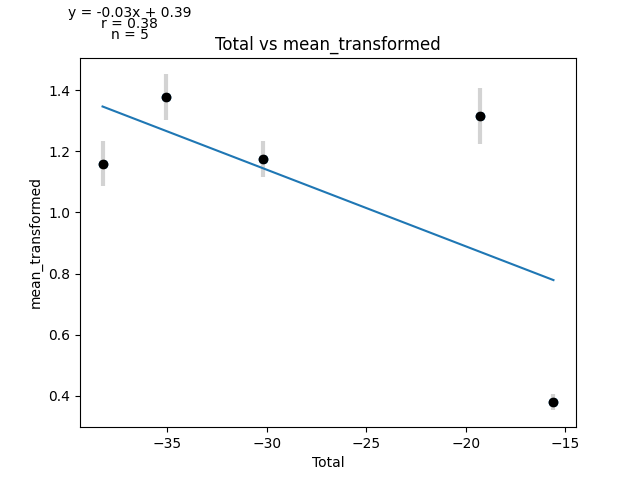 y = -0.03x + 0.39
r = 0.38
n = 5
Total vs mean_transformed
mean_transformed
1.4
1.2
1.0
0.8
0.6
0.4
−35
−30
−25
−20
−15
Total